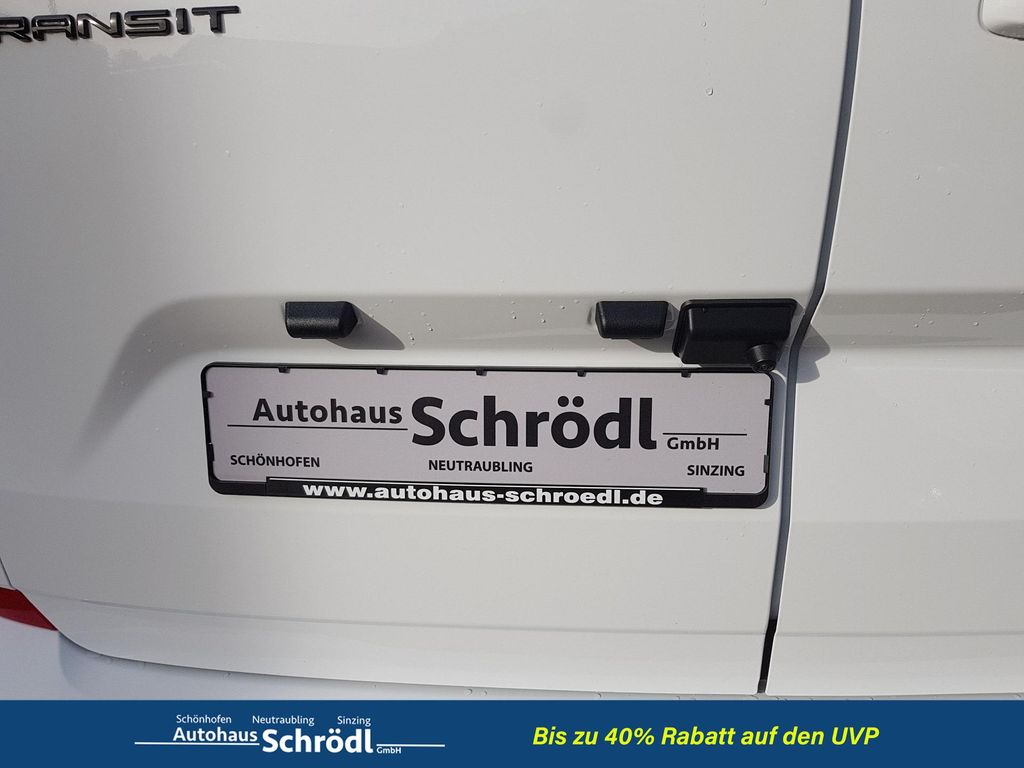 TRANSIT
Autohaus Schrödl GmbH
SCHÖNHOFEN NEUTRAUBLING SINZING
www.autohaus-schroedl.de
Schönhofen Neutraubling Sinzing
Autohaus Schrödl GmbH
Bis zu 40% Rabatt auf den UVP